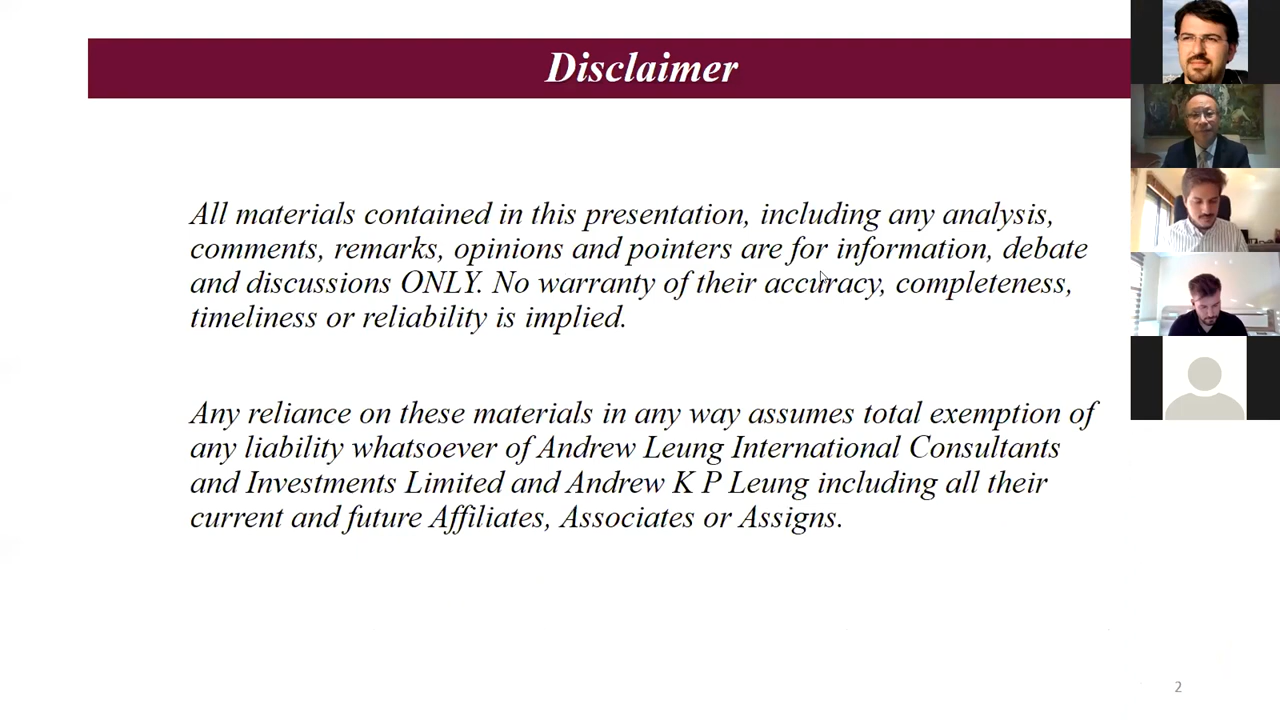 Disclaimer
All materials contained in this presentation, including any analysis,
comments, remarks, opinions and pointers are for information, debate
and discussions ONLY. No warranty of their accuracy, completeness,
timeliness or reliability is implied.
Any reliance on these materials in any way assumes total exemption of
any liability whatsoever of Andrew Leung International Consultants
and Investments Limited and Andrew K P Leung including all their
current and future Affiliates, Associates or Assigns.
2